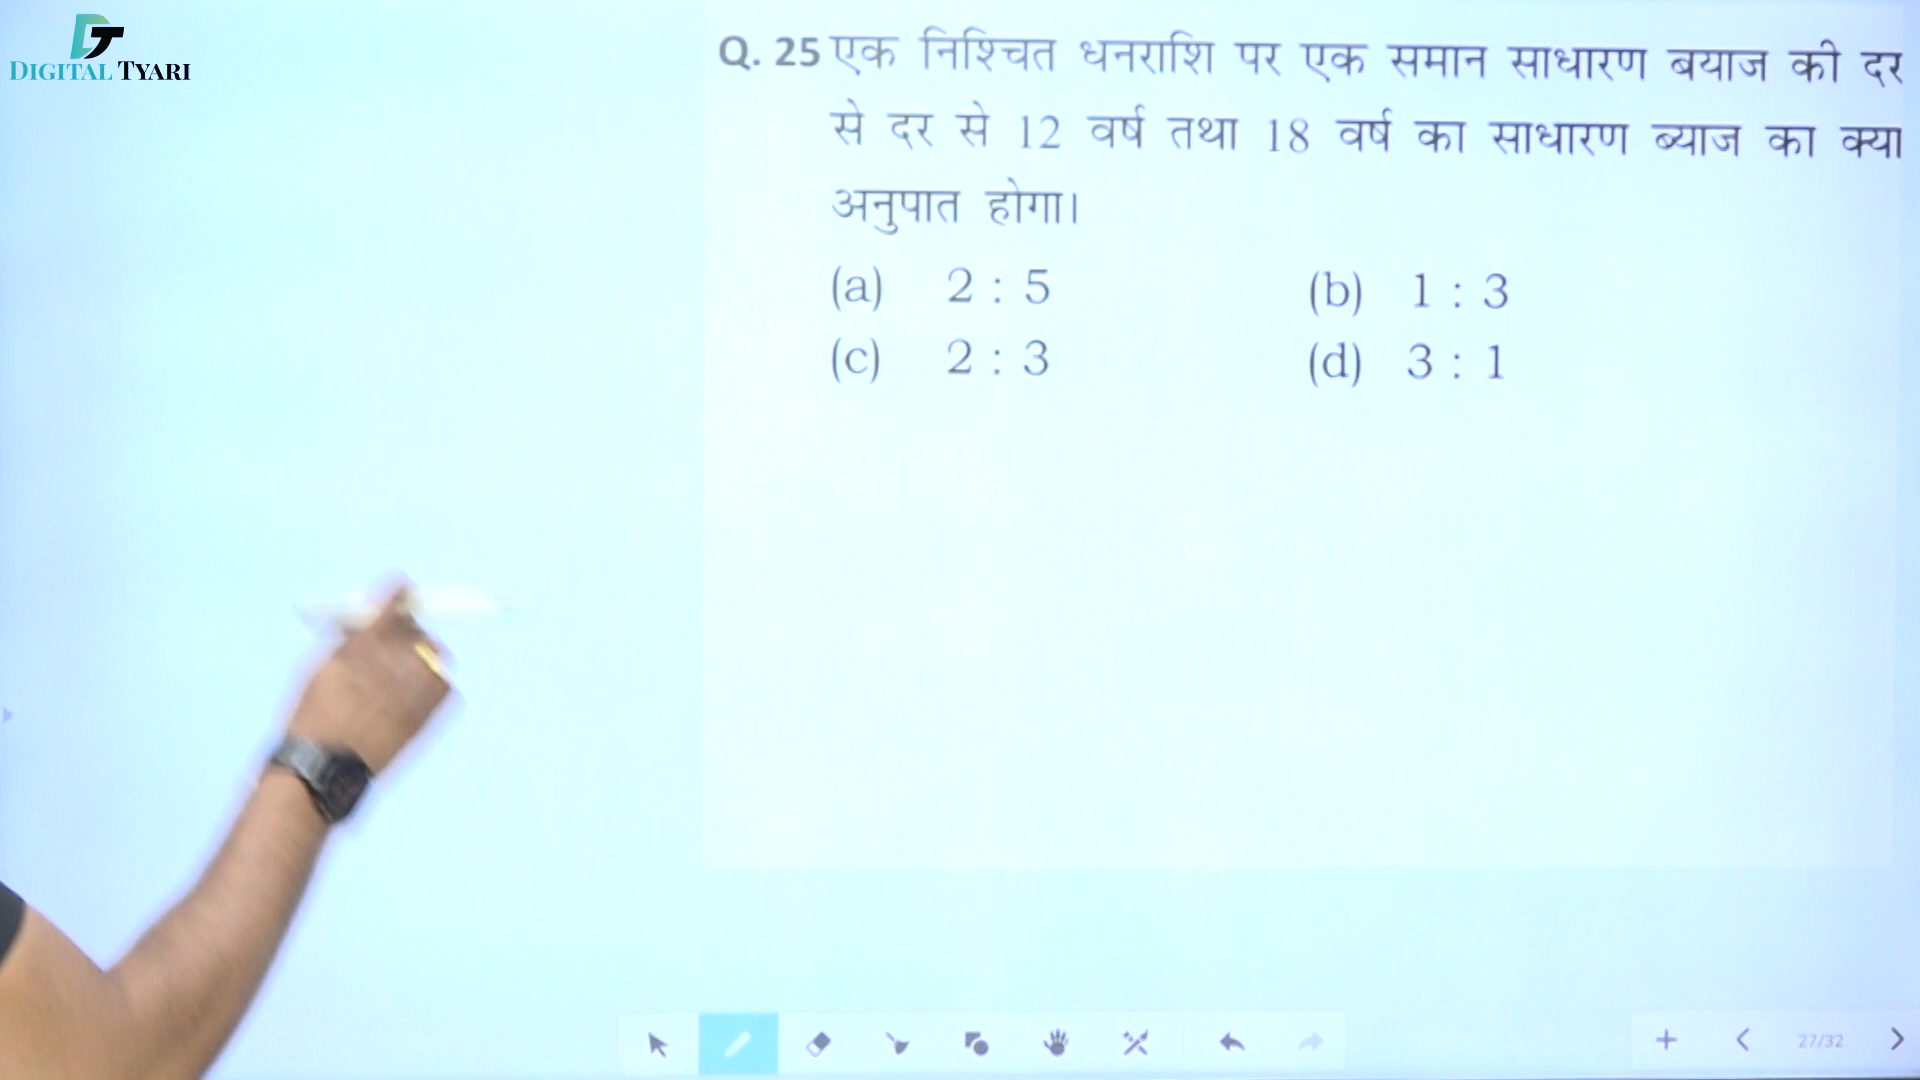 DIGITAL TYARI
Q. 25 एक निश्चित धनराशि पर एक समान साधारण बयाज की दर
से दर से 12 वर्ष तथा 18 वर्ष का साधारण ब्याज का क्या
अनुपात होगा।
(a) 2 : 5 (b) 1 : 3
(c) 2 : 3 (d) 3 : 1
27/32